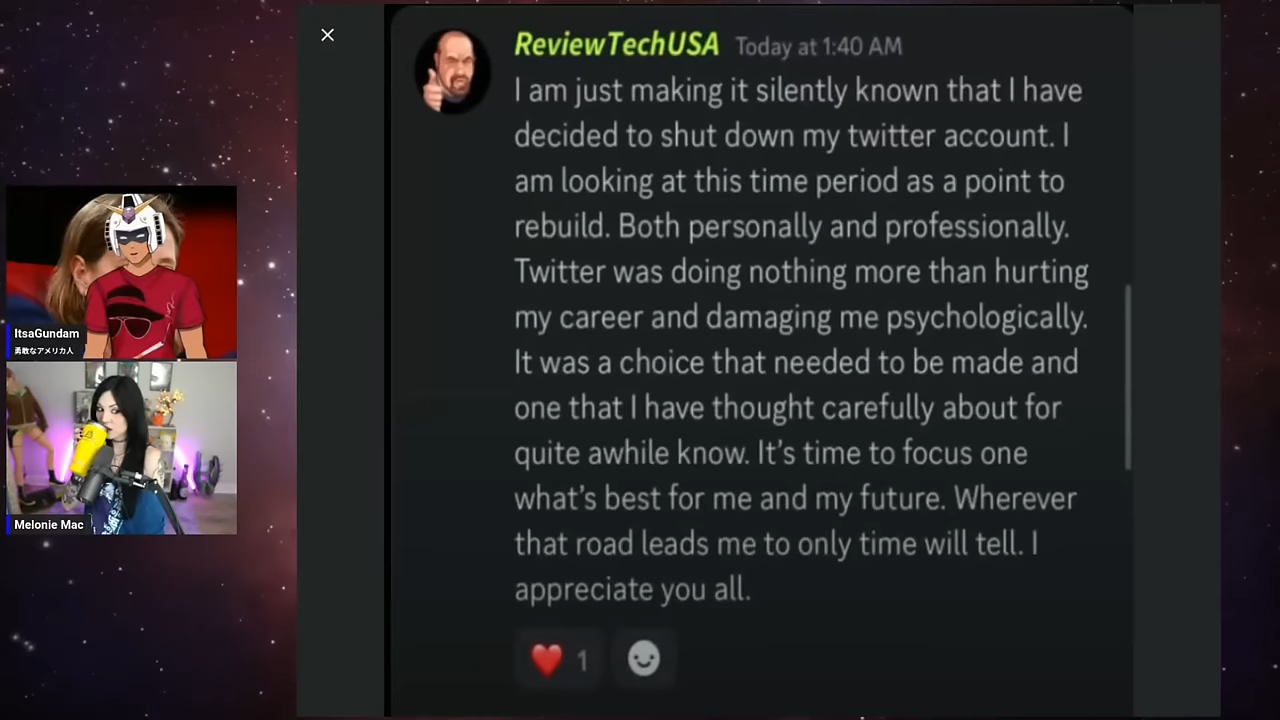 ReviewTechUSA Today at 1:40 AM
I am just making it silently known that I have
decided to shut down my twitter account. I
am looking at this time period as a point to
rebuild. Both personally and professionally.
Twitter was doing nothing more than hurting
my career and damaging me psychologically.
It was a choice that needed to be made and
one that I have thought carefully about for
quite awhile know. It's time to focus one
what's best for me and my future. Wherever
that road leads me to only time will tell. I
appreciate you all.
1
ItsaGundam
勇敢なアメリカ人
Melonie Mac